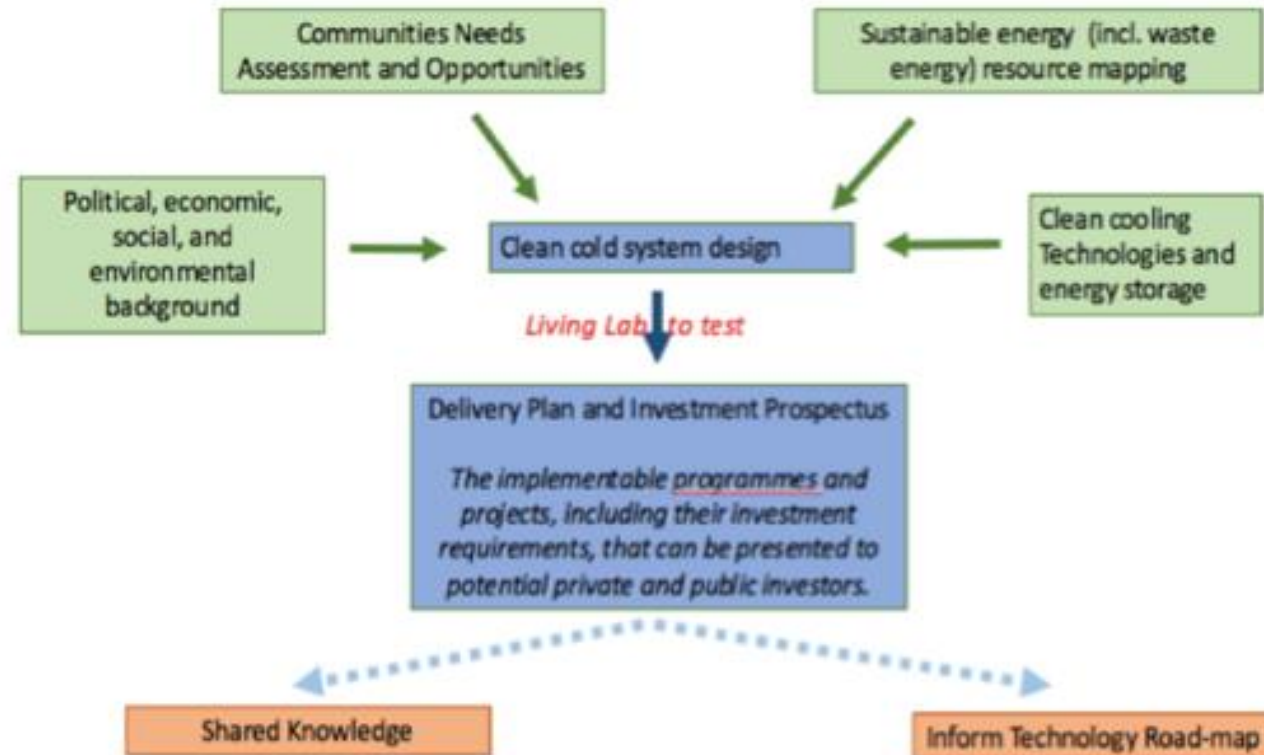 Communities Needs
Assessment and Opportunities
Sustainable energy (incl. waste
energy) resource mapping
Political, economic,
social, and
environmental
background
Clean cold system design
Clean cooling
Technologies and
energy storage
Living Lab to test
Delivery Plan and Investment Prospectus
The implementable programmes and
projects, including their investment
requirements, that can be presented to
potential private and public investors.
Shared Knowledge
Inform Technology Road-map